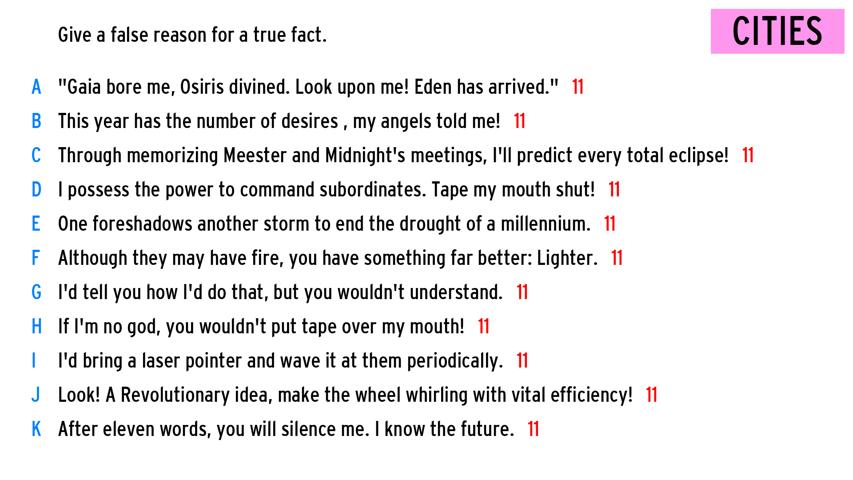 Give a false reason for a true fact.
CITIES
A "Gaia bore me, Osiris divined. Look upon me! Eden has arrived." 11
B This year has the number of desires , my angels told me! 11
C Through memorizing Meester and Midnight's meetings, I'll predict every total eclipse! 11
D I possess the power to command subordinates. Tape my mouth shut! 11
E One foreshadows another storm to end the drought of a millennium. 11
F Although they may have fire, you have something far better: Lighter. 11
G I'd tell you how I'd do that, but you wouldn't understand. 11
H If I'm no god, you wouldn't put tape over my mouth! 11
I I'd bring a laser pointer and wave it at them periodically. 11
J Look! A Revolutionary idea, make the wheel whirling with vital efficiency! 11
K After eleven words, you will silence me. I know the future. 11